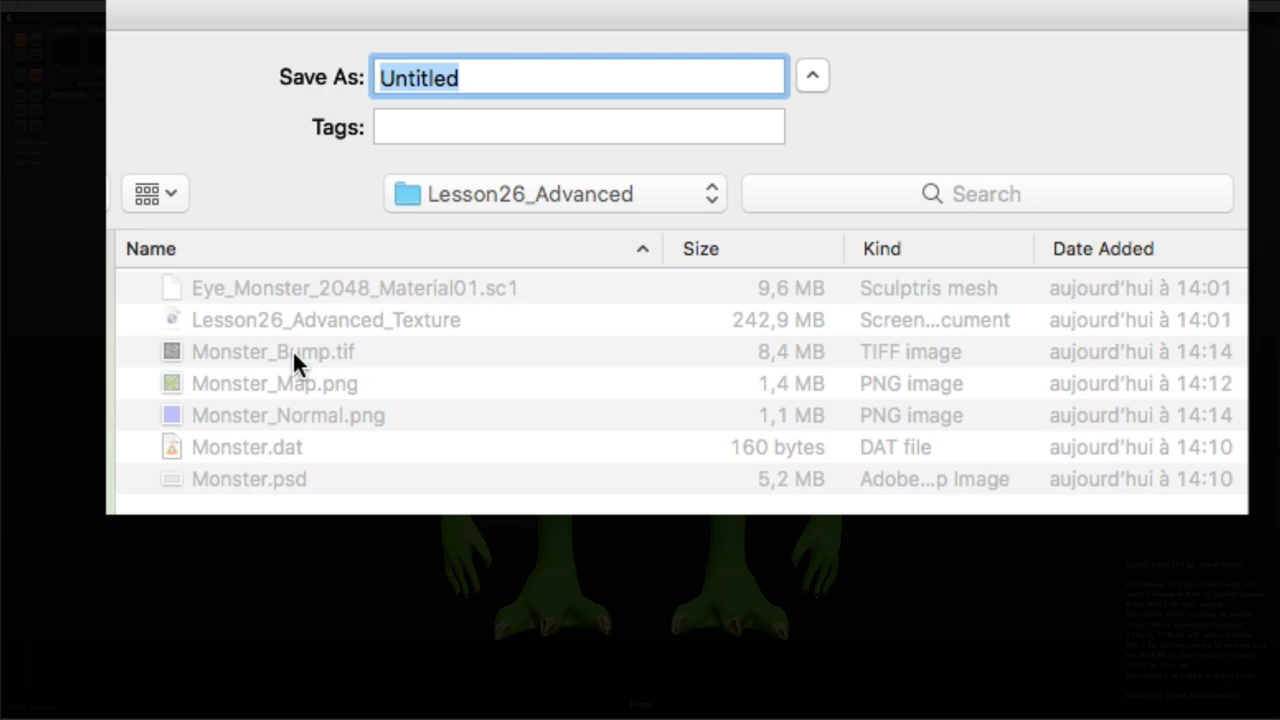 Save As: Untitled
Tags:
Lesson26_Advanced Search
Name Size Kind Date Added
Eye_Monster_2048_Material01.sc1 9,6 MB Sculptris mesh aujourd'hui à 14:01
Lesson26_Advanced_Texture 242,9 MB Screen...cument aujourd'hui à 14:01
Monster_Bump.tif 8,4 MB TIFF image aujourd'hui à 14:14
Monster_Map.png 1,4 MB PNG image aujourd'hui à 14:12
Monster_Normal.png 1,1 MB PNG image aujourd'hui à 14:14
Monster.dat 160 bytes DAT file aujourd'hui à 14:10
Monster.psd 5,2 MB Adobe...p Image aujourd'hui à 14:10
Front